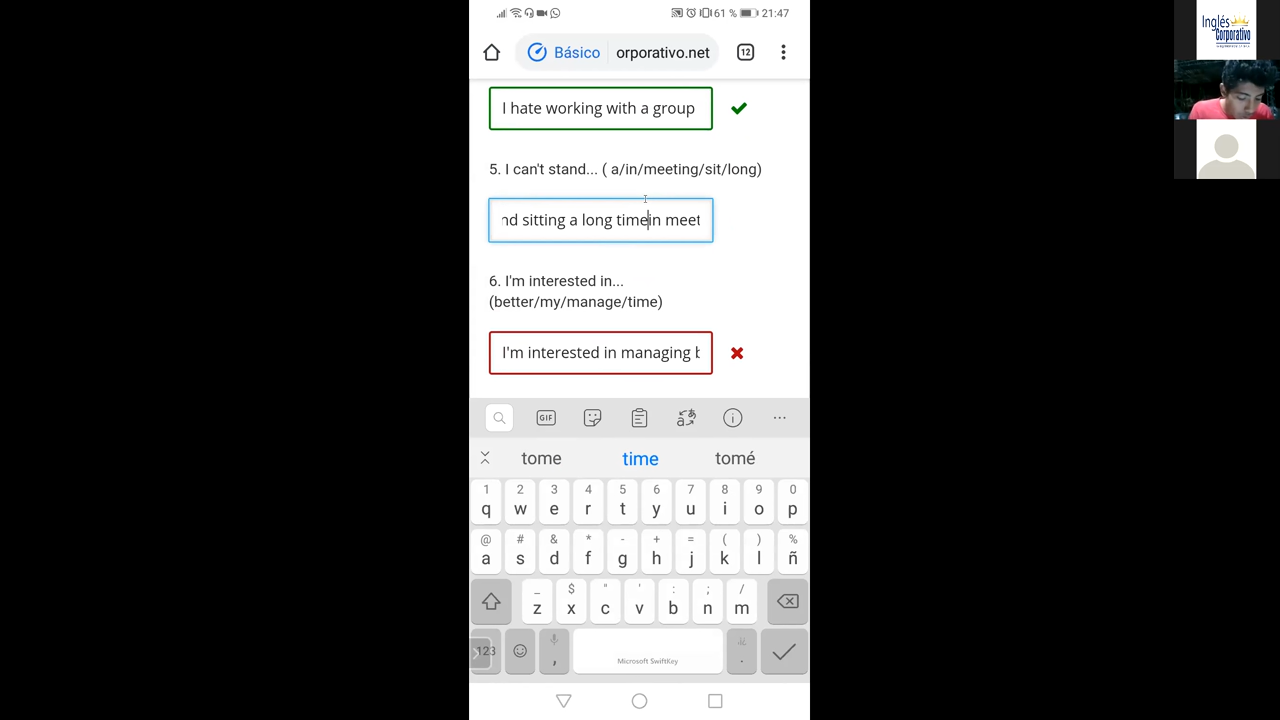 61 % 21:47
Básico orporativo.net 12
I hate working with a group
5. I can't stand... ( a/in/meeting/sit/long)
nd sitting a long timein meet
6. I'm interested in...
(better/my/manage/time)
I'm interested in managing b
GIF
tome time tomé
1 2 3 4 5 6 7 8 9 0
q w e r t y u i o p
@ # & * - + = ( ) %
a s d f g h j k l ñ
_ $ " ' : ; /
z x c v b n m
123 , Microsoft SwiftKey .
Inglés
Corporativo